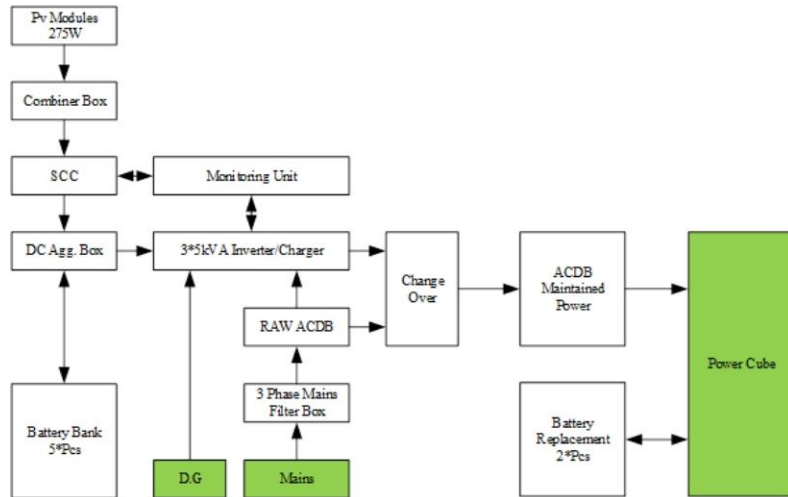 Pv Modules
275W
Combiner Box
SCC
Monitoring Unit
DC Agg. Box
3*5kVA Inverter/Charger
Change
Over
ACDB
Maintained
Power
RAW ACDB
Power Cube
3 Phase Mains
Filter Box
Battery Bank
5*Pcs
Battery
Replacement
2*Pcs
D.G
Mains